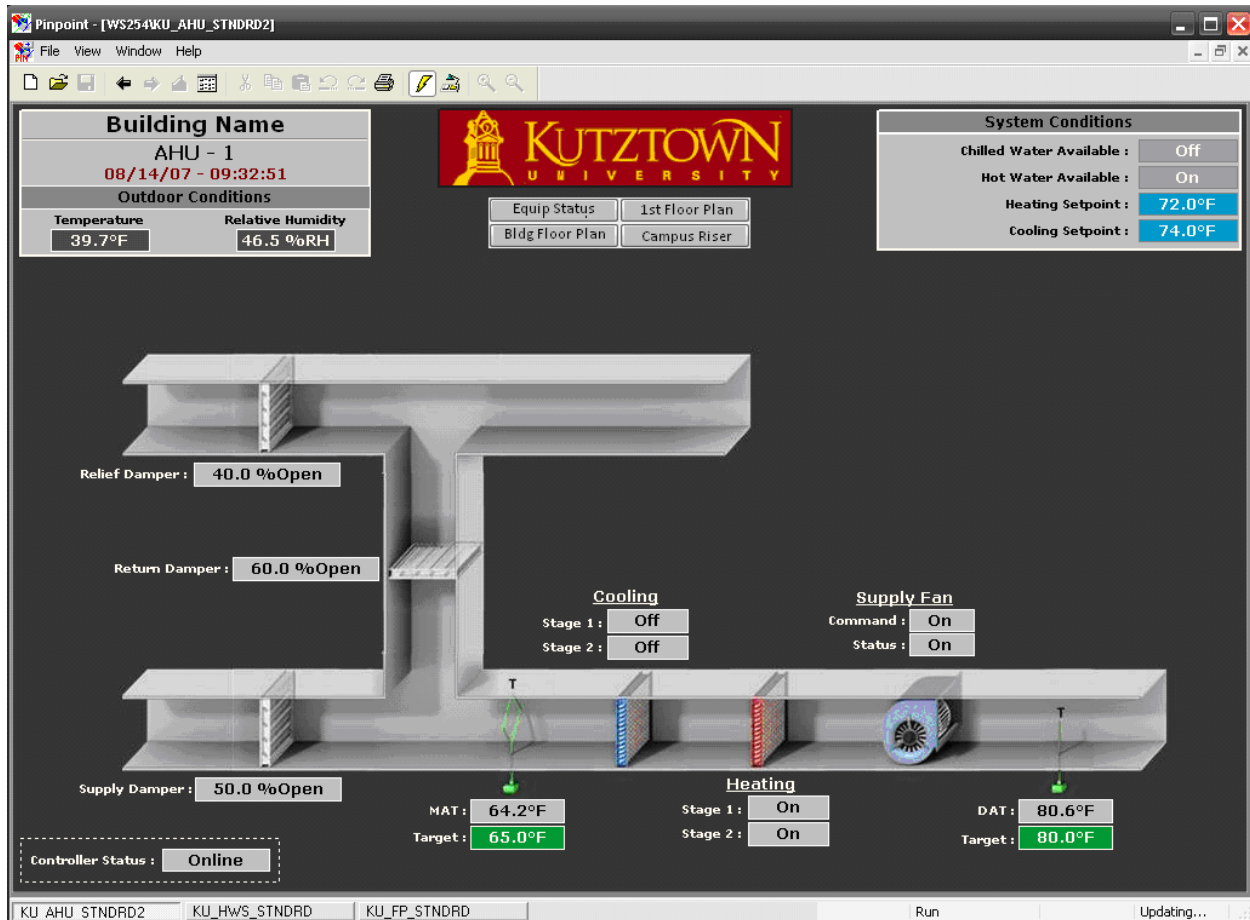 Pinpoint - [WS254\KU_AHU_STNDRD2]
File View Window Help
Building Name
AHU - 1
08/14/07 - 09:32:51
Outdoor Conditions
Temperature Relative Humidity
39.7°F 46.5 %RH
KUTZTOWN
UNIVERSITY
Equip Status 1st Floor Plan
Bldg Floor Plan Campus Riser
System Conditions
Chilled Water Available : Off
Hot Water Available : On
Heating Setpoint : 72.0°F
Cooling Setpoint : 74.0°F
Relief Damper : 40.0 %Open
Return Damper : 60.0 %Open
Cooling
Stage 1 : Off
Stage 2 : Off
Supply Fan
Command : On
Status : On
T
T
Supply Damper : 50.0 %Open
MAT : 64.2°F
Target : 65.0°F
Heating
Stage 1 : On
Stage 2 : On
DAT : 80.6°F
Target : 80.0°F
Controller Status : Online
KU_AHU_STNDRD2 KU_HWS_STNDRD KU_FP_STNDRD Run Updating...